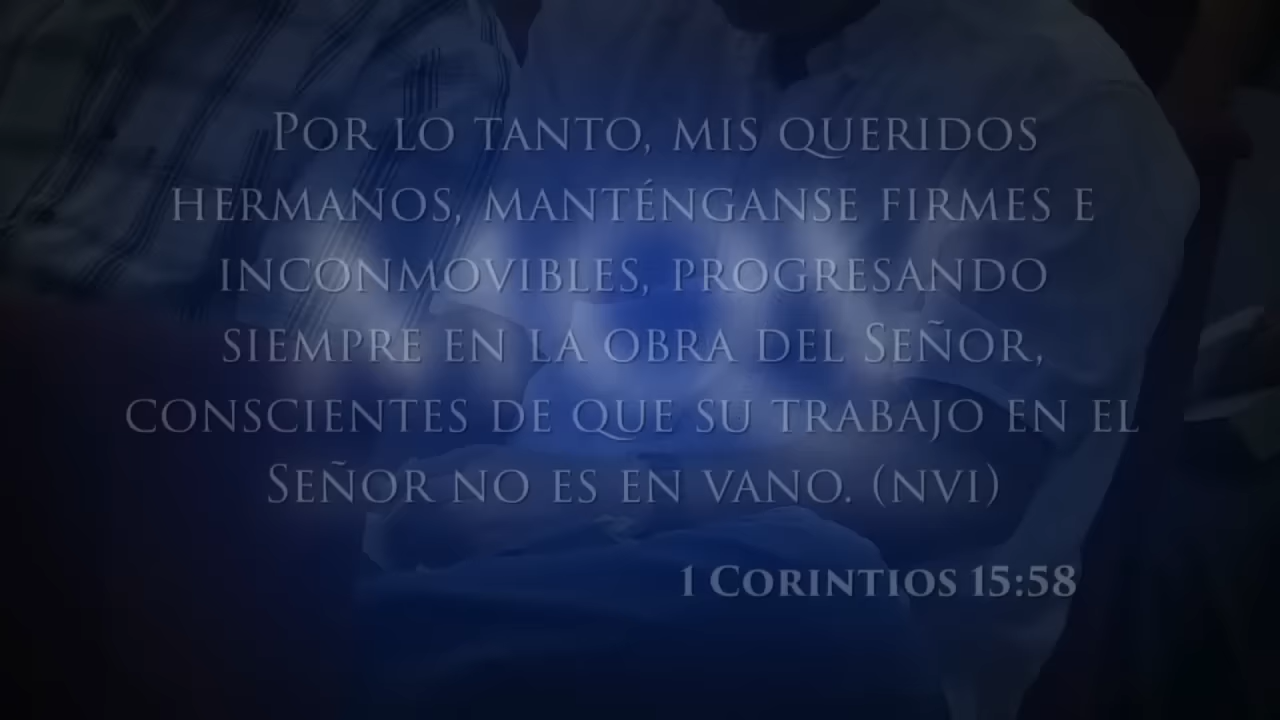 Por lo tanto, mis queridos
hermanos, manténganse firmes e
inconmovibles, progresando
siempre en la obra del Señor,
conscientes de que su trabajo en el
Señor no es en vano. (NVI)
1 Corintios 15:58